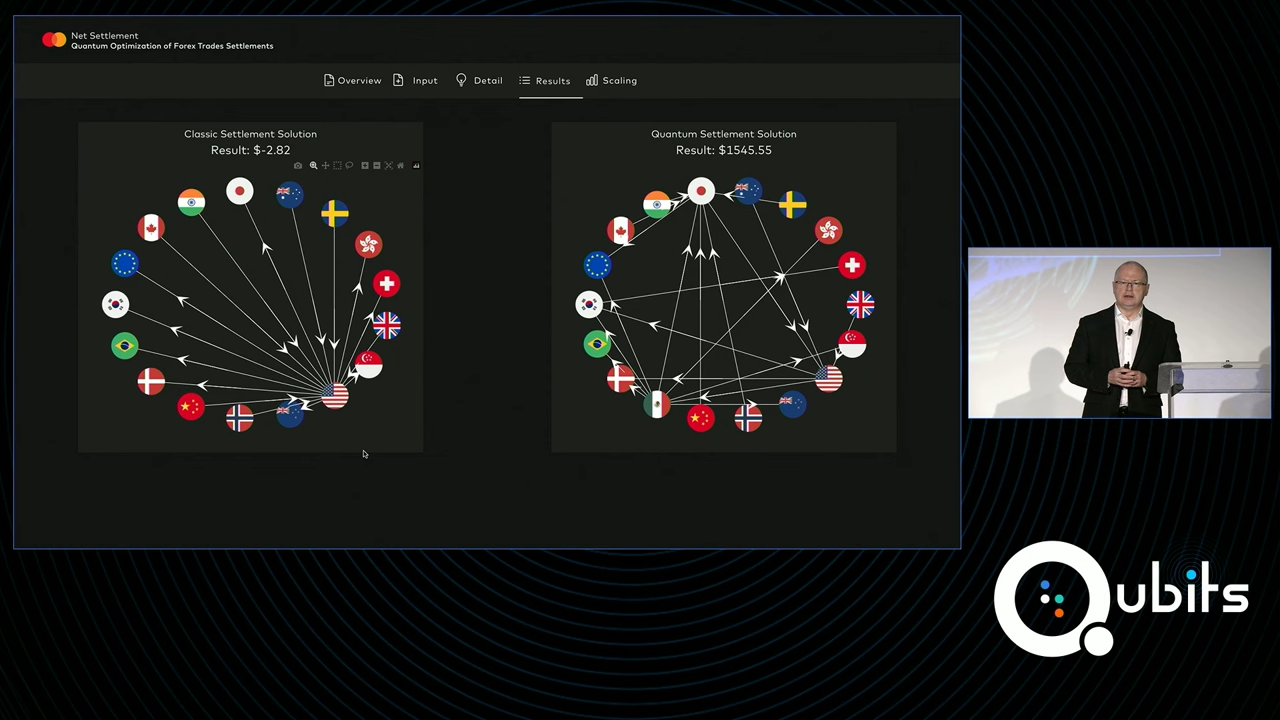 Net Settlement
Quantum Optimization of Forex Trades Settlements
Overview
Input
Detail
Results
Scaling
Classic Settlement Solution
Result: $-2.82
Quantum Settlement Solution
Result: $1545.55
Qubits